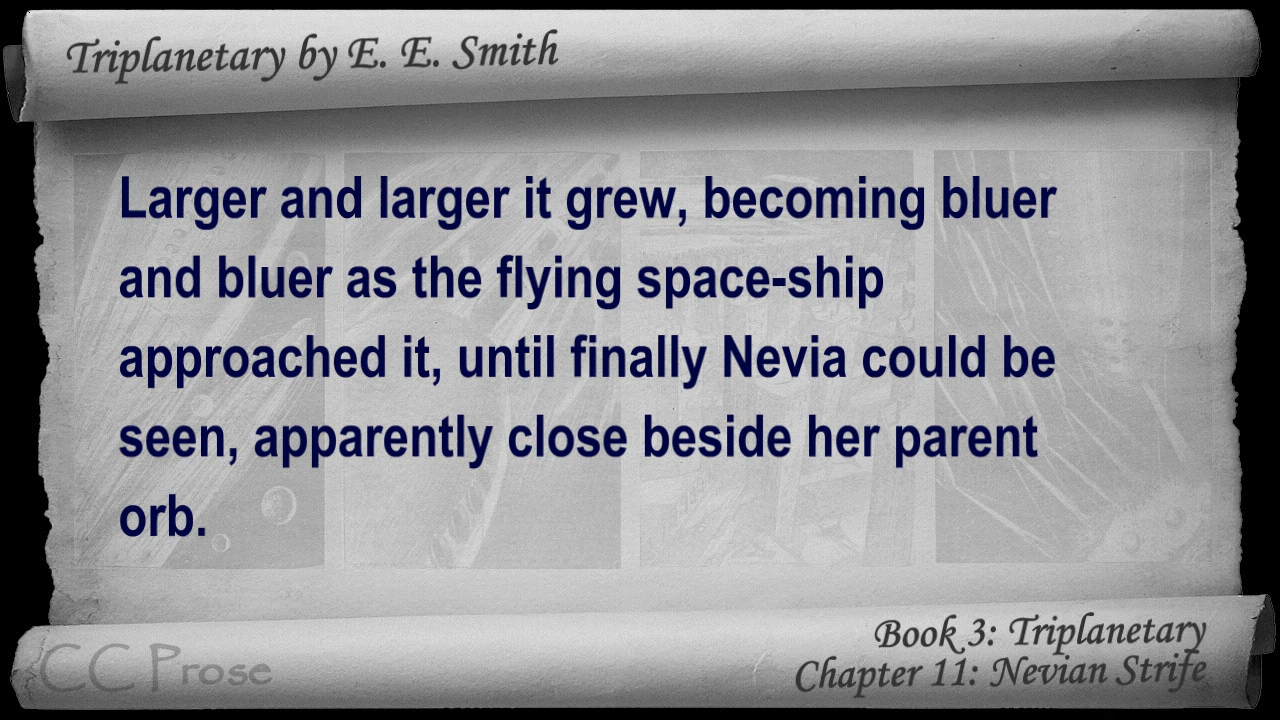 Triplanetary by E. E. Smith
Larger and larger it grew, becoming bluer
and bluer as the flying space-ship
approached it, until finally Nevia could be
seen, apparently close beside her parent
orb.
Book 3: Triplanetary
Chapter 11: Nevian Strife
CC Prose